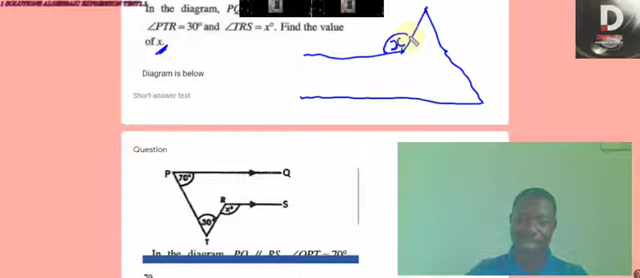 In the diagram, PQ
∠PTR = 30° and ∠TRS = x°. Find the value
of x.
x
Diagram is below
Short-answer text
Question
P 70° Q
R S
x°
30°
T
In the diagram PQ // RS ∠QPT = 70°
D